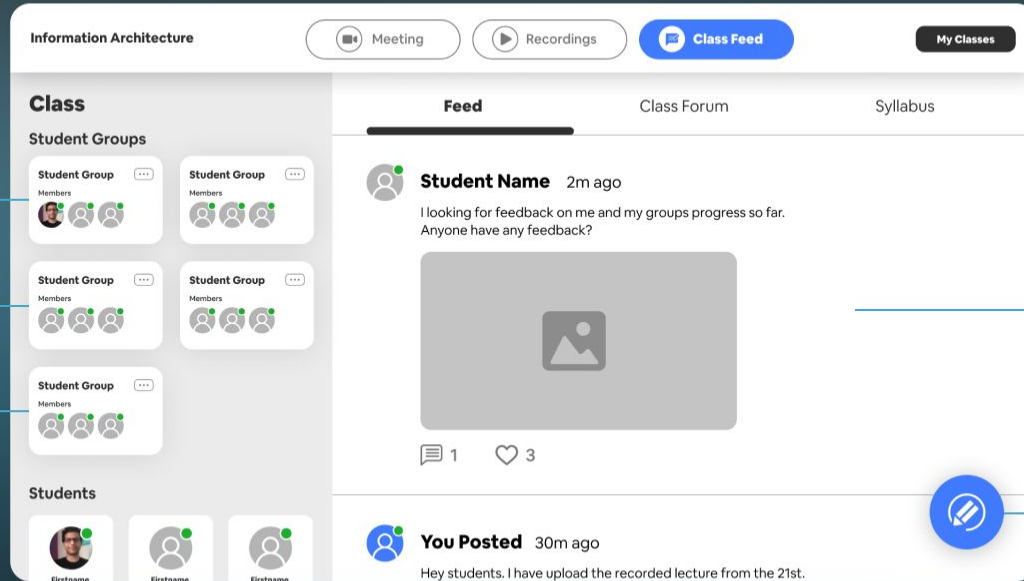 Information Architecture
Meeting
Recordings
Class Feed
My Classes
Class
Student Groups
Student Group
Members
Student Group
Members
Student Group
Members
Student Group
Members
Student Group
Members
Students
Firstname
Firstname
Firstname
Feed
Class Forum
Syllabus
Student Name 2m ago
I looking for feedback on me and my groups progress so far.
Anyone have any feedback?
1
3
You Posted 30m ago
Hey students. I have upload the recorded lecture from the 21st.